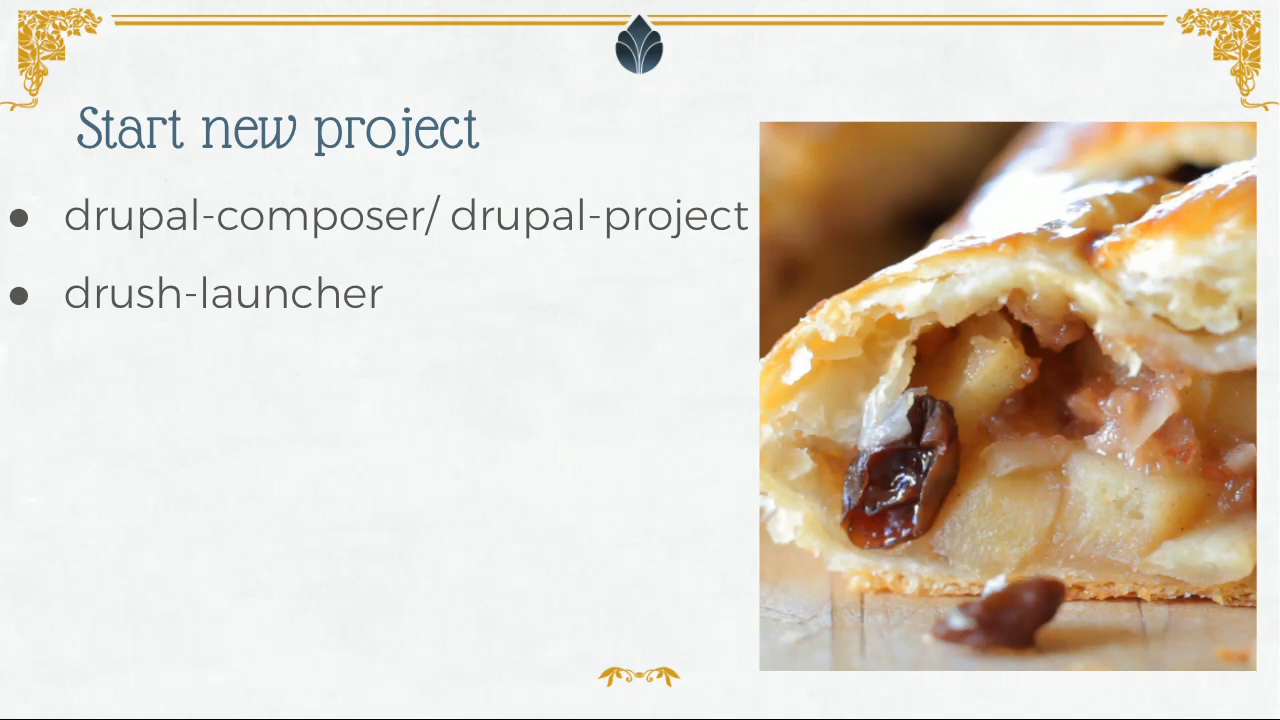 Start new project
● drupal-composer/ drupal-project
● drush-launcher